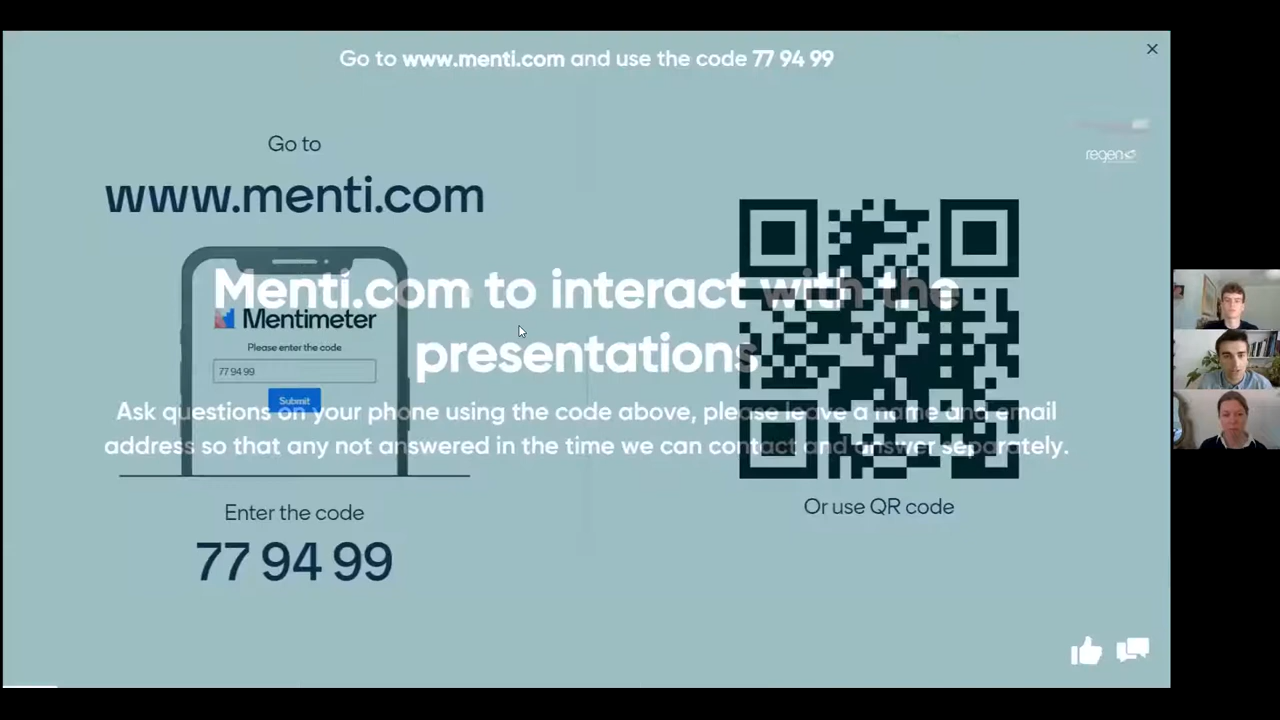 Go to www.menti.com and use the code 77 94 99
Go to
www.menti.com
regen
Menti.com to interact with the
presentations
Mentimeter
Please enter the code
77 94 99
Submit
Ask questions on your phone using the code above, please leave a name and email
address so that any not answered in the time we can contact and answer separately.
Enter the code
77 94 99
Or use QR code